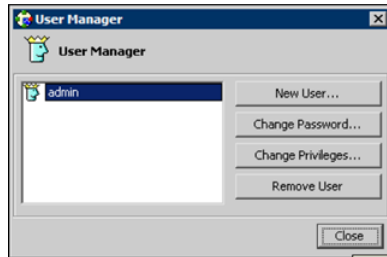 User Manager
User Manager
admin
New User...
Change Password...
Change Privileges...
Remove User
Close